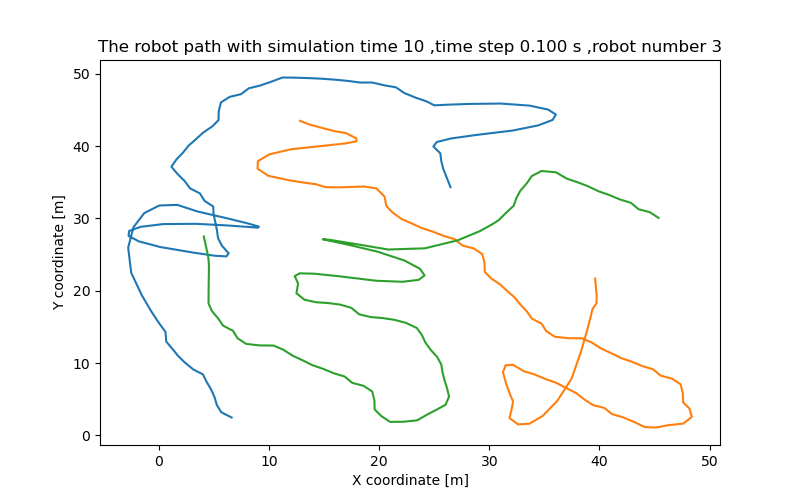 The robot path with simulation time 10 ,time step 0.100 s ,robot number 3
50
40
30
20
10
0
Y coordinate [m]
0 10 20 30 40 50
X coordinate [m]